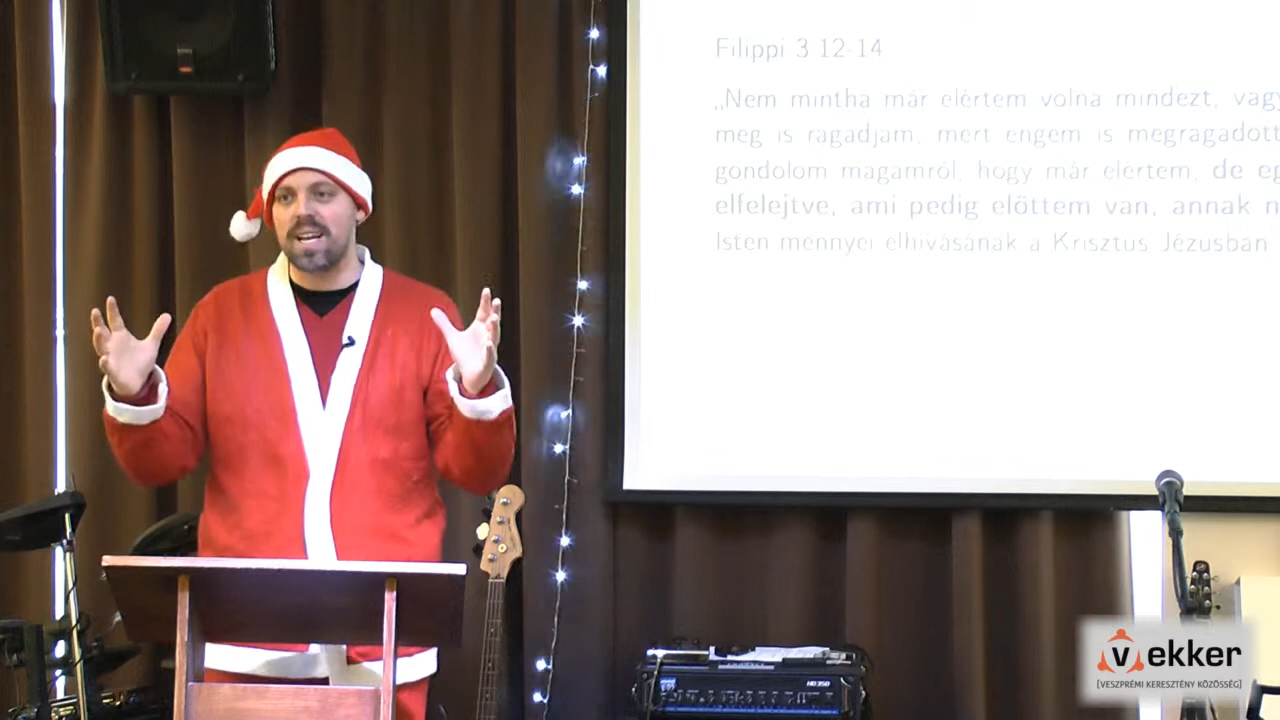 Filippi 3 12-14
„Nem mintha már elértem volna mindezt, vagy
meg is ragadjam, mert engem is megragadott
gondolom magamról, hogy már elértem, de eg
elfelejtve, ami pedig előttem van, annak n
Isten mennyei elhívásának a Krisztus Jézusban
HD 350
vekker
[VESZPRÉMI KERESZTÉNY KÖZÖSSÉG]